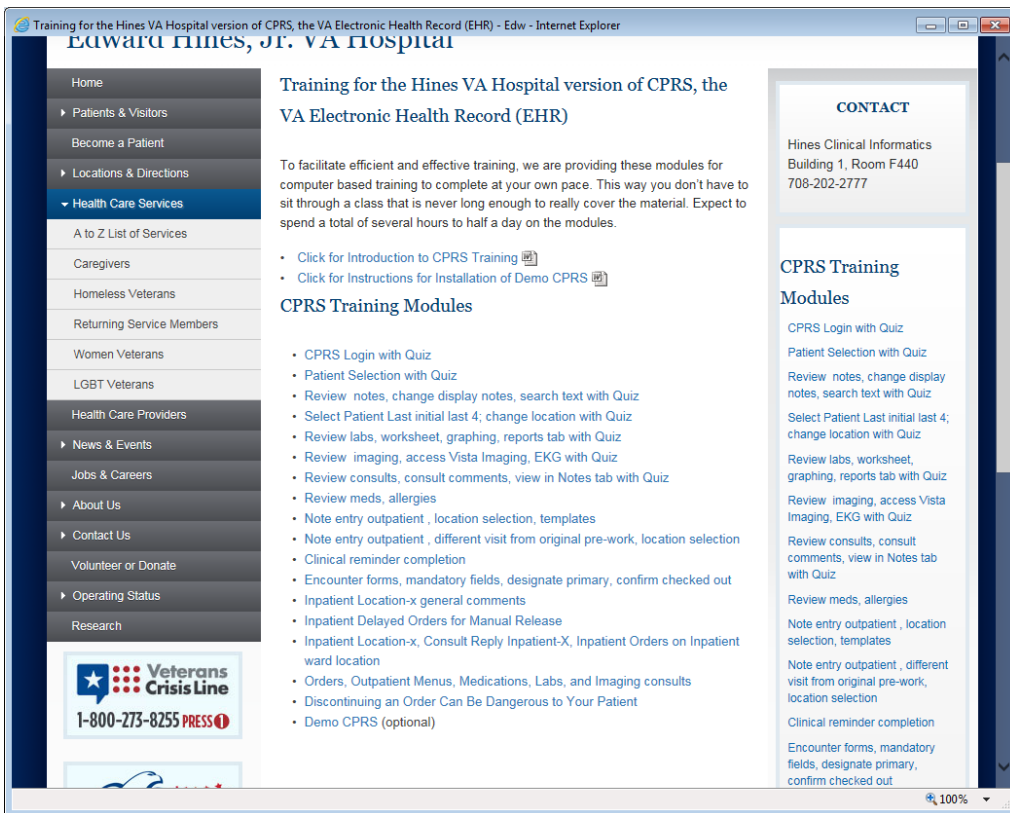 Training for the Hines VA Hospital version of CPRS, the VA Electronic Health Record (EHR) - Edw - Internet Explorer
Edward Hines, Jr. VA Hospital
Home
Patients & Visitors
Become a Patient
Locations & Directions
Health Care Services
A to Z List of Services
Caregivers
Homeless Veterans
Returning Service Members
Women Veterans
LGBT Veterans
Health Care Providers
News & Events
Jobs & Careers
About Us
Contact Us
Volunteer or Donate
Operating Status
Research
Veterans
Crisis Line
1-800-273-8255 PRESS 1
Training for the Hines VA Hospital version of CPRS, the
VA Electronic Health Record (EHR)
To facilitate efficient and effective training, we are providing these modules for
computer based training to complete at your own pace. This way you don't have to
sit through a class that is never long enough to really cover the material. Expect to
spend a total of several hours to half a day on the modules.
• Click for Introduction to CPRS Training
• Click for Instructions for Installation of Demo CPRS
CPRS Training Modules
• CPRS Login with Quiz
• Patient Selection with Quiz
• Review notes, change display notes, search text with Quiz
• Select Patient Last initial last 4; change location with Quiz
• Review labs, worksheet, graphing, reports tab with Quiz
• Review imaging, access Vista Imaging, EKG with Quiz
• Review consults, consult comments, view in Notes tab with Quiz
• Review meds, allergies
• Note entry outpatient , location selection, templates
• Note entry outpatient , different visit from original pre-work, location selection
• Clinical reminder completion
• Encounter forms, mandatory fields, designate primary, confirm checked out
• Inpatient Location-x general comments
• Inpatient Delayed Orders for Manual Release
• Inpatient Location-x, Consult Reply Inpatient-X, Inpatient Orders on Inpatient
ward location
• Orders, Outpatient Menus, Medications, Labs, and Imaging consults
• Discontinuing an Order Can Be Dangerous to Your Patient
• Demo CPRS (optional)
CONTACT
Hines Clinical Informatics
Building 1, Room F440
708-202-2777
CPRS Training
Modules
CPRS Login with Quiz
Patient Selection with Quiz
Review notes, change display
notes, search text with Quiz
Select Patient Last initial last 4;
change location with Quiz
Review labs, worksheet,
graphing, reports tab with Quiz
Review imaging, access Vista
Imaging, EKG with Quiz
Review consults, consult
comments, view in Notes tab
with Quiz
Review meds, allergies
Note entry outpatient , location
selection, templates
Note entry outpatient , different
visit from original pre-work,
location selection
Clinical reminder completion
Encounter forms, mandatory
fields, designate primary,
confirm checked out
100%